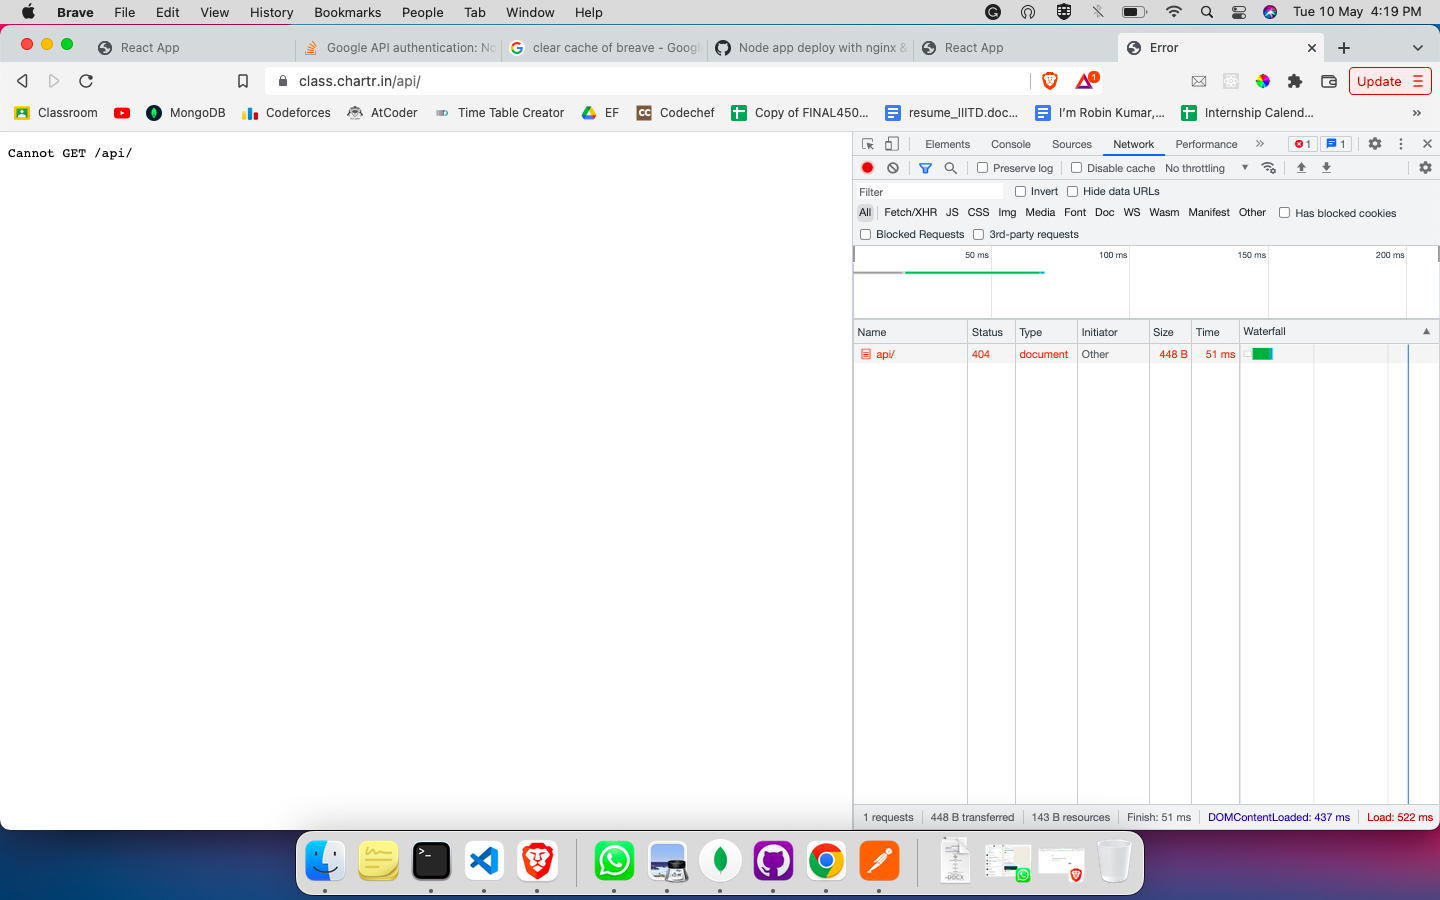 Brave File Edit View History Bookmarks People Tab Window Help Tue 10 May 4:19 PM
React App Google API authentication: No clear cache of breave - Googl Node app deploy with nginx & React App Error
class.chartr.in/api/ 1 Update
Classroom MongoDB Codeforces AtCoder Time Table Creator EF CC Codechef Copy of FINAL450... resume_IIITD.doc... I'm Robin Kumar,... Internship Calend... »
Cannot GET /api/
Elements Console Sources Network Performance » 1 1
Preserve log Disable cache No throttling
Filter Invert Hide data URLs
All Fetch/XHR JS CSS Img Media Font Doc WS Wasm Manifest Other Has blocked cookies
Blocked Requests 3rd-party requests
50 ms 100 ms 150 ms 200 ms
Name Status Type Initiator Size Time Waterfall
api/ 404 document Other 448 B 51 ms
1 requests 448 B transferred 143 B resources Finish: 51 ms DOMContentLoaded: 437 ms Load: 522 ms
>_
DOCX